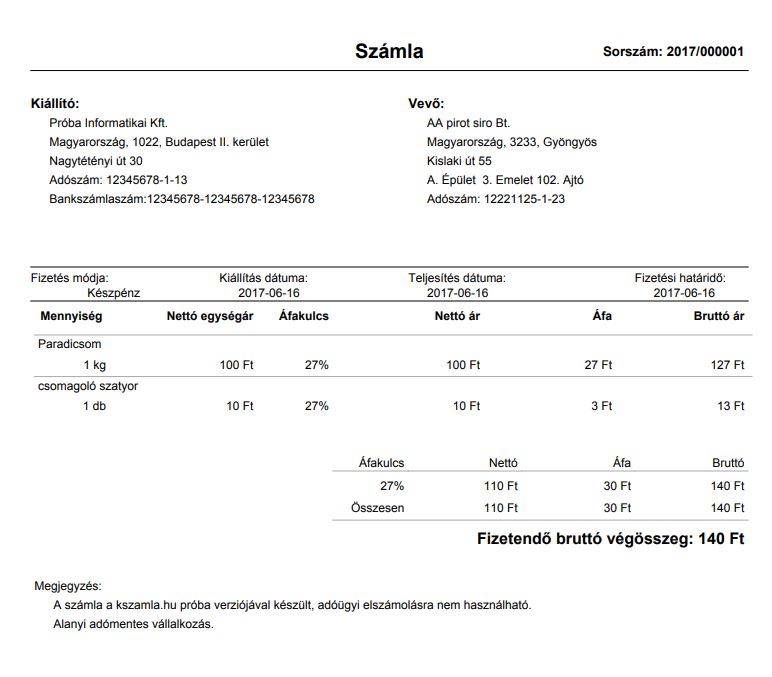 Számla
Sorszám: 2017/000001
Kiállító:
Próba Informatikai Kft.
Magyarország, 1022, Budapest II. kerület
Nagytétényi út 30
Adószám: 12345678-1-13
Bankszámlaszám:12345678-12345678-12345678
Vevő:
AA pirot siro Bt.
Magyarország, 3233, Gyöngyös
Kislaki út 55
A. Épület 3. Emelet 102. Ajtó
Adószám: 12221125-1-23
Fizetés módja: Kiállítás dátuma: Teljesítés dátuma: Fizetési határidő:
Készpénz 2017-06-16 2017-06-16 2017-06-16
Mennyiség Nettó egységár Áfakulcs Nettó ár Áfa Bruttó ár
Paradicsom
1 kg 100 Ft 27% 100 Ft 27 Ft 127 Ft
csomagoló szatyor
1 db 10 Ft 27% 10 Ft 3 Ft 13 Ft
Áfakulcs Nettó Áfa Bruttó
27% 110 Ft 30 Ft 140 Ft
Összesen 110 Ft 30 Ft 140 Ft
Fizetendő bruttó végösszeg: 140 Ft
Megjegyzés:
A számla a kszamla.hu próba verziójával készült, adóügyi elszámolásra nem használható.
Alanyi adómentes vállalkozás.